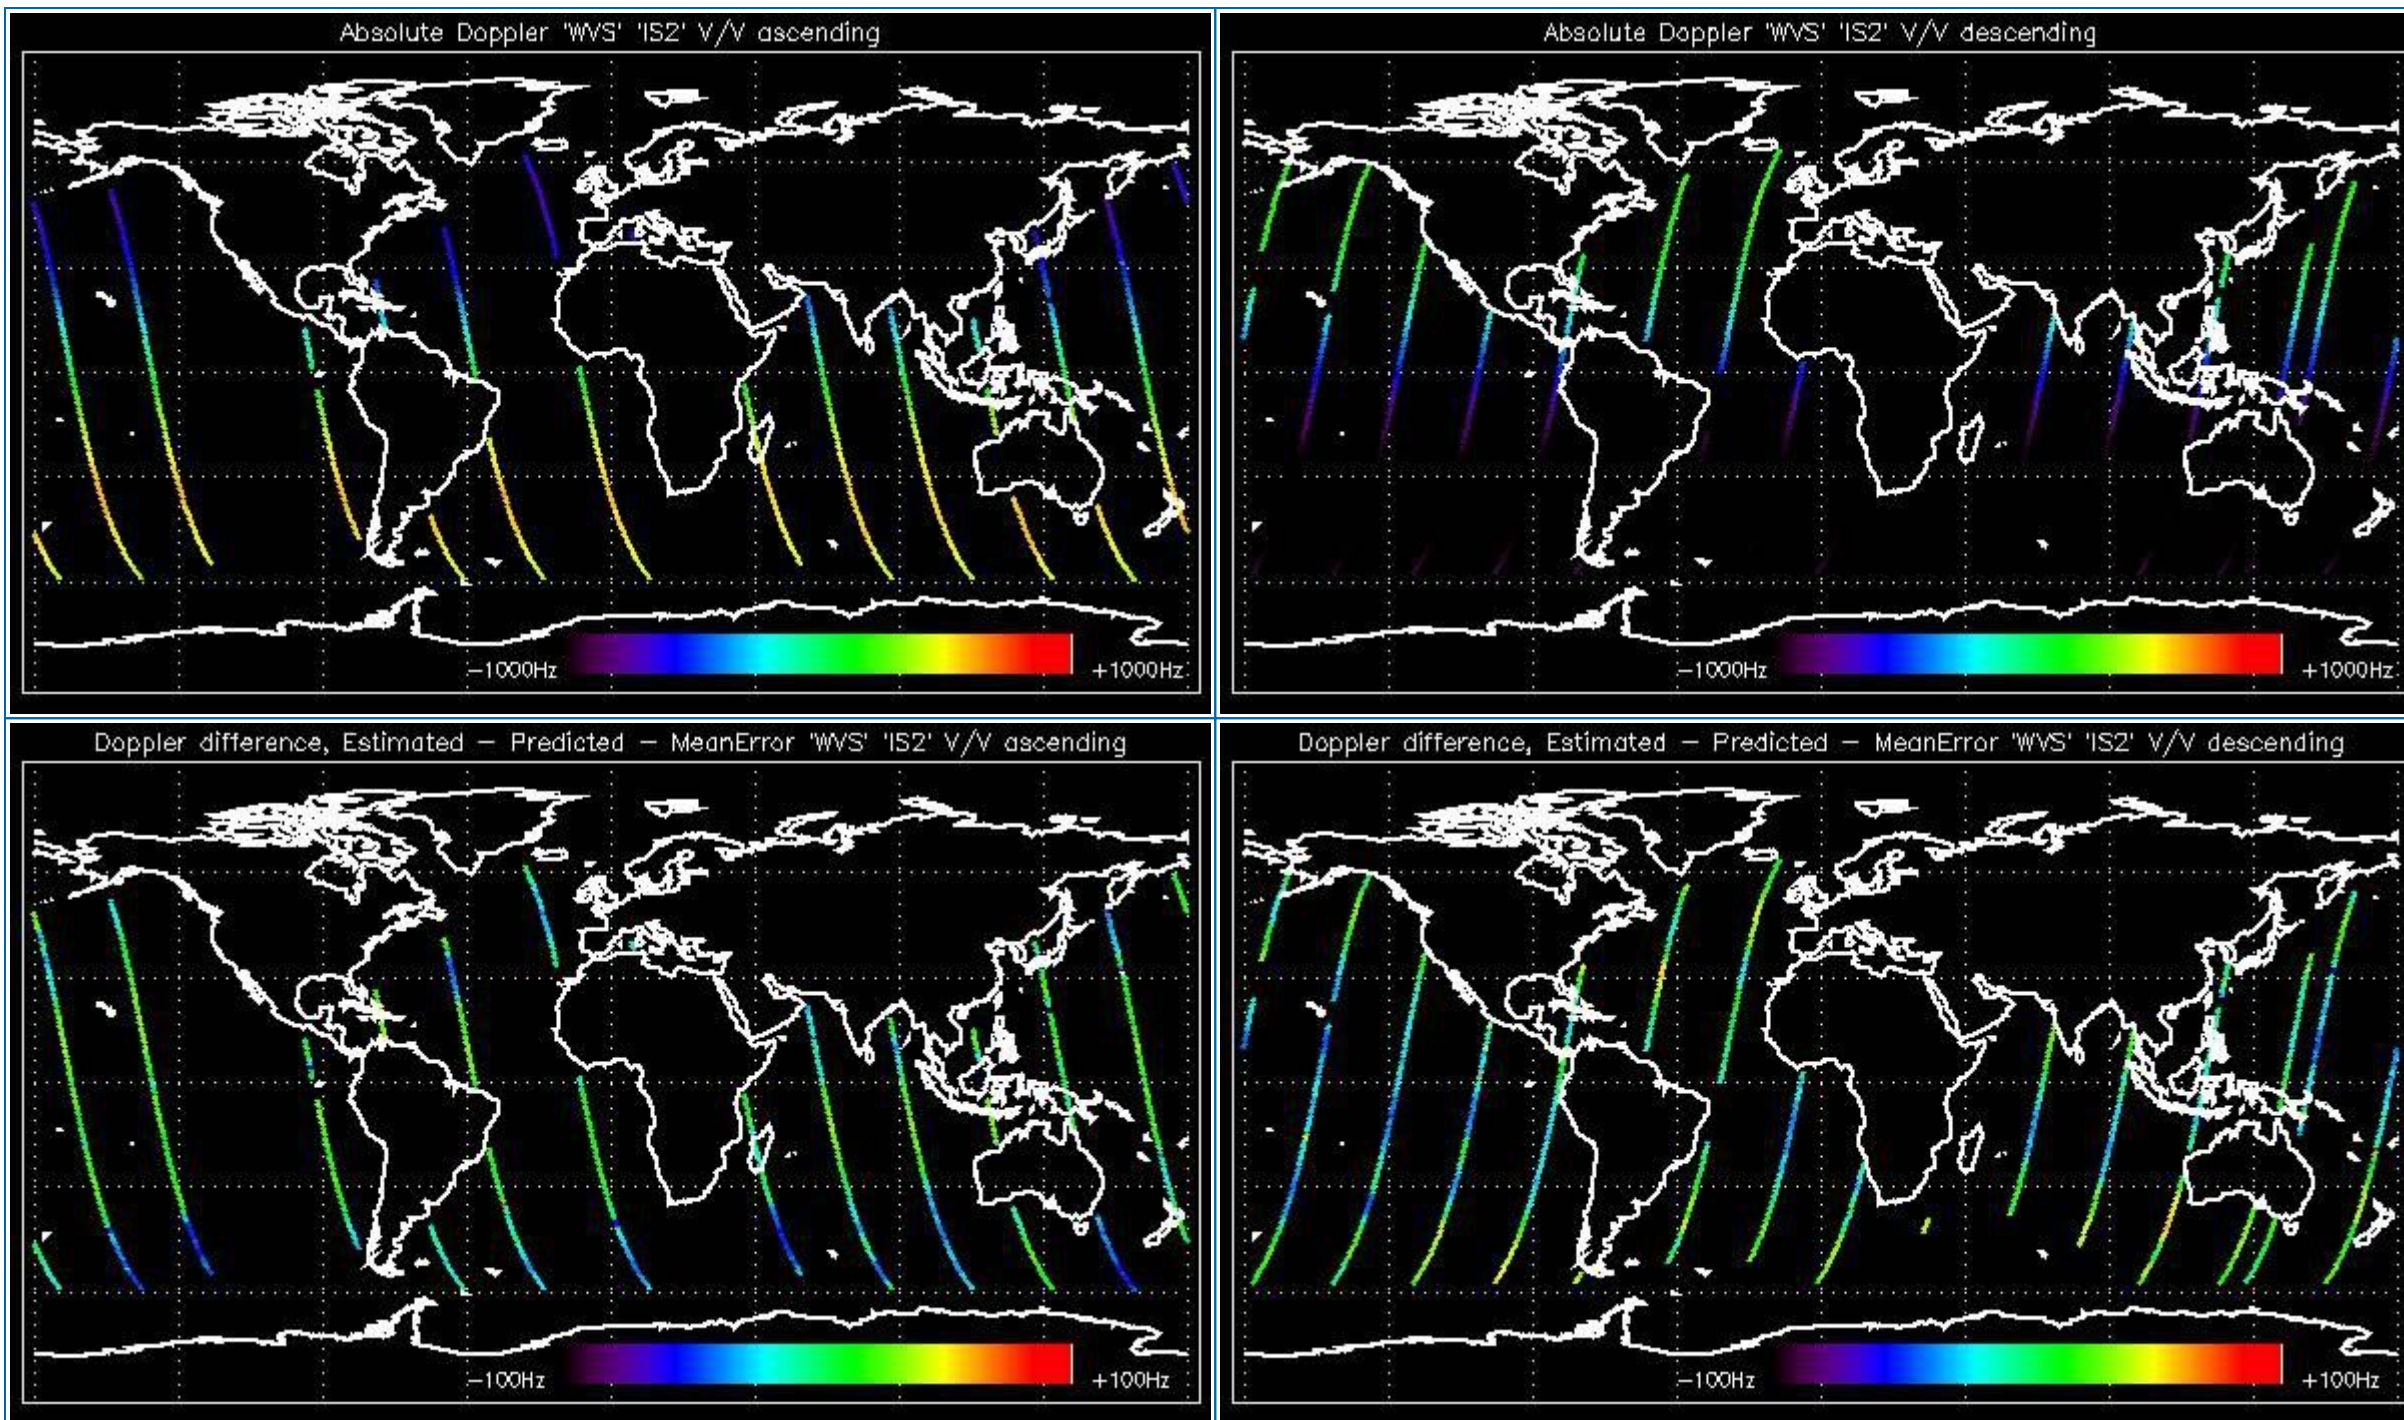 Absolute Doppler 'WVS' 'IS2' V/V ascending
-1000Hz
+1000Hz
Absolute Doppler 'WVS' 'IS2' V/V descending
-1000Hz
+1000Hz
Doppler difference, Estimated - Predicted - MeanError 'WVS' 'IS2' V/V ascending
-100Hz
+100Hz
Doppler difference, Estimated - Predicted - MeanError 'WVS' 'IS2' V/V descending
-100Hz
+100Hz